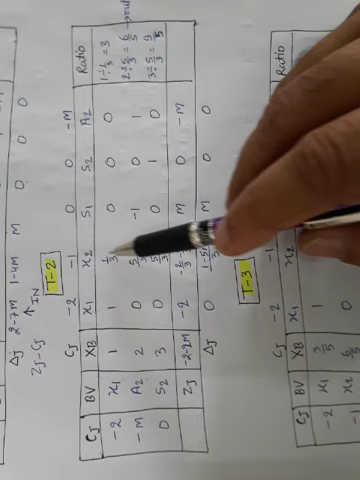 Δj 2-7M 1-4M M 0 0 0
Zj-Cj ↑IN
T-2
CJ -2 -1 0 0 -M
CJ BV XB x1 x2 S1 S2 A2 Ratio
-2 x1 1 1 1/3 0 0 0 1÷1/3=3
-M A2 2 0 5/3 -1 0 1 2÷5/3=6/5 →out
0 S2 3 0 5/3 0 1 0 3÷5/3=9/5
ZJ -2-2M -2 M 0 -M
ΔJ 0 1-5M/3 M 0 0
T-3
CJ -2 -1
CJ BV XB x1 x2 Ratio
-2 x1 3/5 1
-1 x2 6/5 0